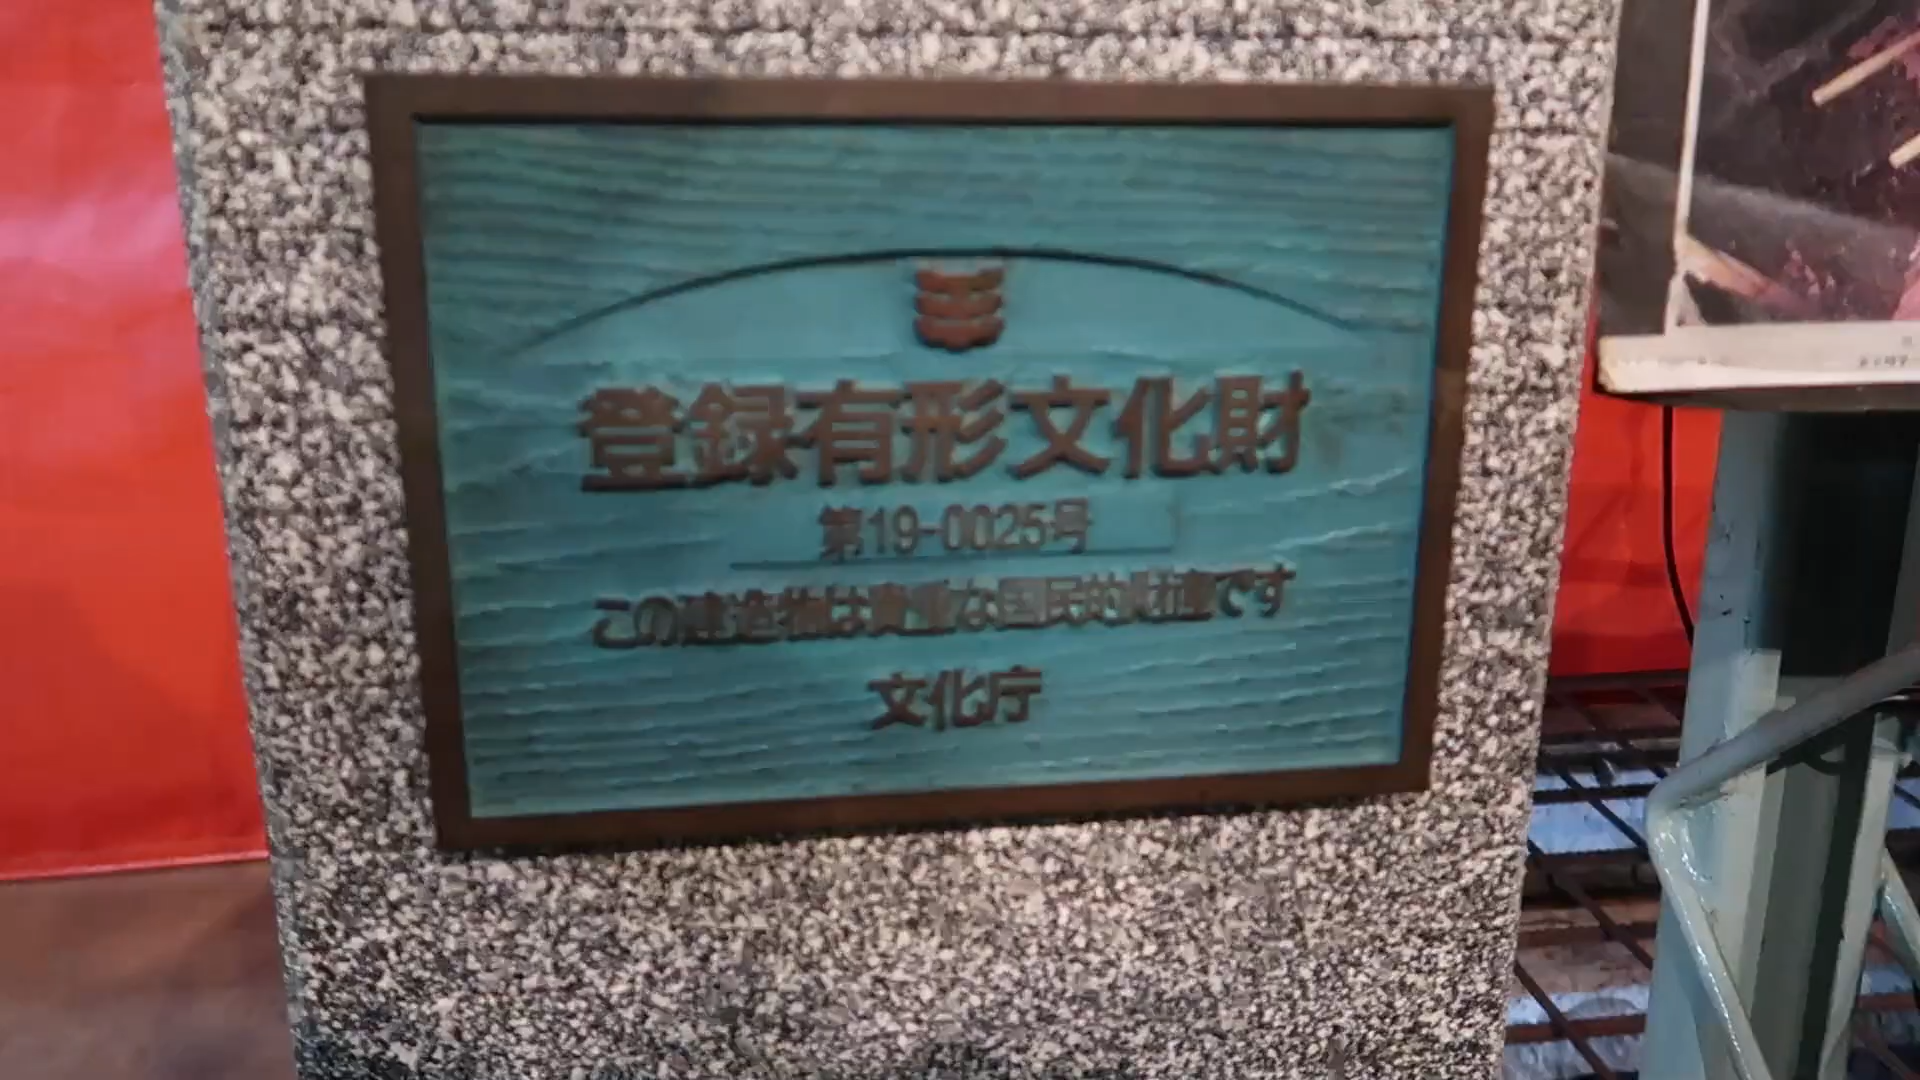 登録有形文化財
第19-0025号
この建造物は貴重な国民的財産です
文化庁